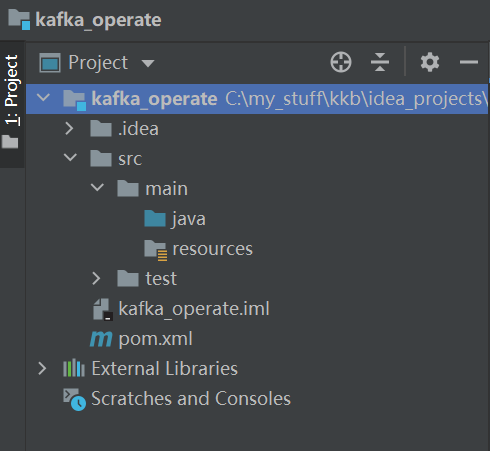 kafka_operate
1: Project
Project
kafka_operate C:\my_stuff\kkb\idea_projects\
.idea
src
main
java
resources
test
kafka_operate.iml
pom.xml
External Libraries
Scratches and Consoles